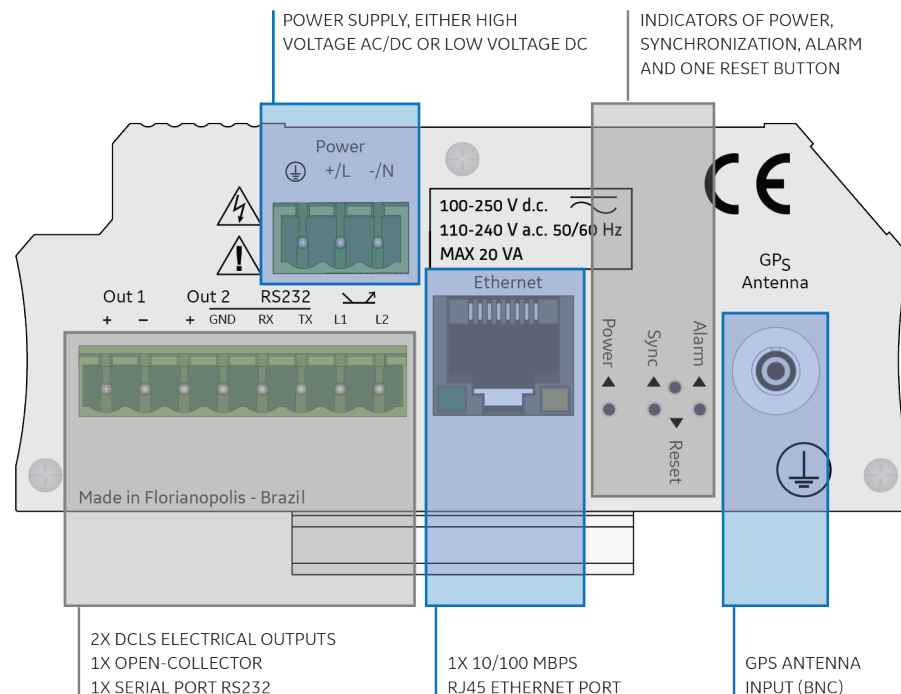 POWER SUPPLY, EITHER HIGH
VOLTAGE AC/DC OR LOW VOLTAGE DC
INDICATORS OF POWER,
SYNCHRONIZATION, ALARM
AND ONE RESET BUTTON
Power
+/L -/N
CE
100-250 V d.c.
110-240 V a.c. 50/60 Hz
MAX 20 VA
GPS
Antenna
Ethernet
Out 1 Out 2 RS232
+ - + GND RX TX L1 L2
Power
Sync
Alarm
Reset
Made in Florianopolis - Brazil
2X DCLS ELECTRICAL OUTPUTS
1X OPEN-COLLECTOR
1X SERIAL PORT RS232
1X 10/100 MBPS
RJ45 ETHERNET PORT
GPS ANTENNA
INPUT (BNC)